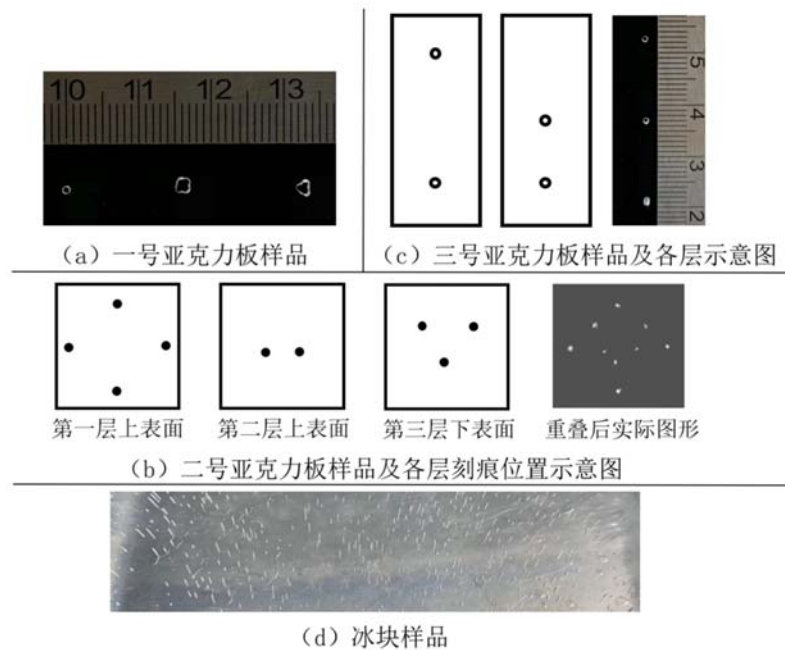 10 11 12 13
(a)一号亚克力板样品
5
4
3
2
(c)三号亚克力板样品及各层示意图
第一层上表面 第二层上表面 第三层下表面 重叠后实际图形
(b)二号亚克力板样品及各层刻痕位置示意图
(d)冰块样品